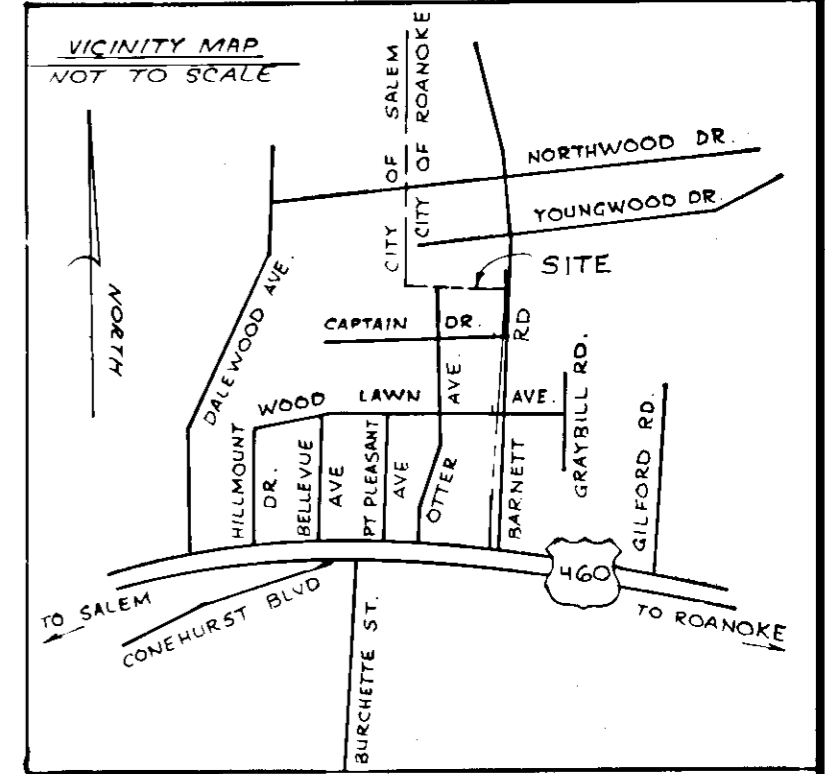 VICINITY MAP
NOT TO SCALE
CITY OF SALEM
CITY OF ROANOKE
NORTHWOOD DR.
YOUNGWOOD DR.
SITE
NORTH
DALEWOOD AVE.
CAPTAIN DR.
RD
WOOD LAWN AVE.
AVE.
HILLMOUNT DR.
BELLEVUE AVE
PT PLEASANT AVE
OTTER
BARNETT
GRAYBILL RD.
GILFORD RD.
460
TO SALEM
CONEHURST BLVD
TO ROANOKE
BURCHETTE ST.